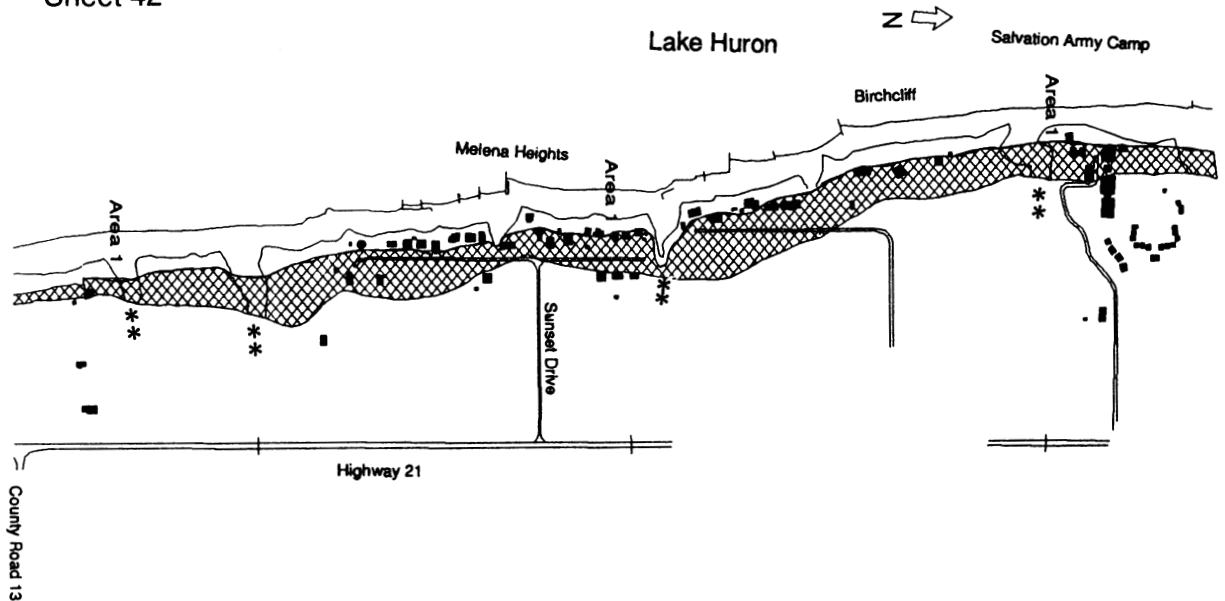 Sheet 42
N
Lake Huron
Salvation Army Camp
Birchcliff
Area 1
Melena Heights
Area 1
Area 1
**
**
**
**
Sunset Drive
Highway 21
County Road 13